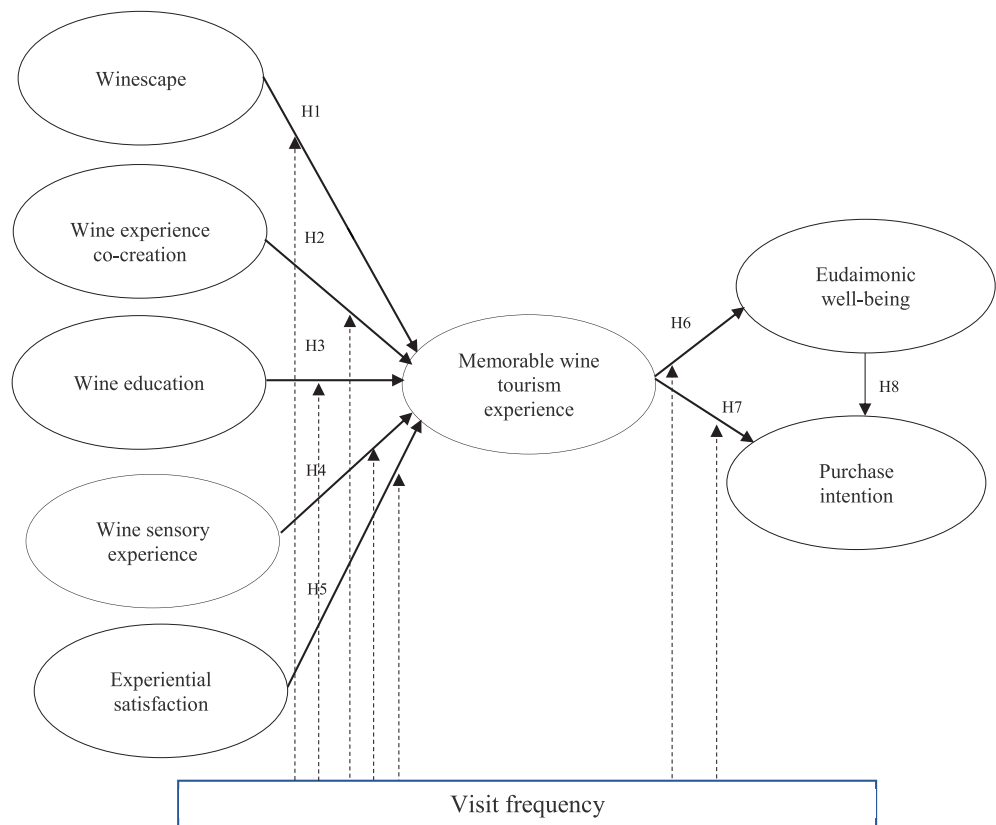 Winescape
H1
Wine experience
co-creation
H2
Wine education
H3
Wine sensory
experience
H4
Experiential
satisfaction
H5
Memorable wine
tourism
experience
H6
H7
Eudaimonic
well-being
H8
Purchase
intention
Visit frequency